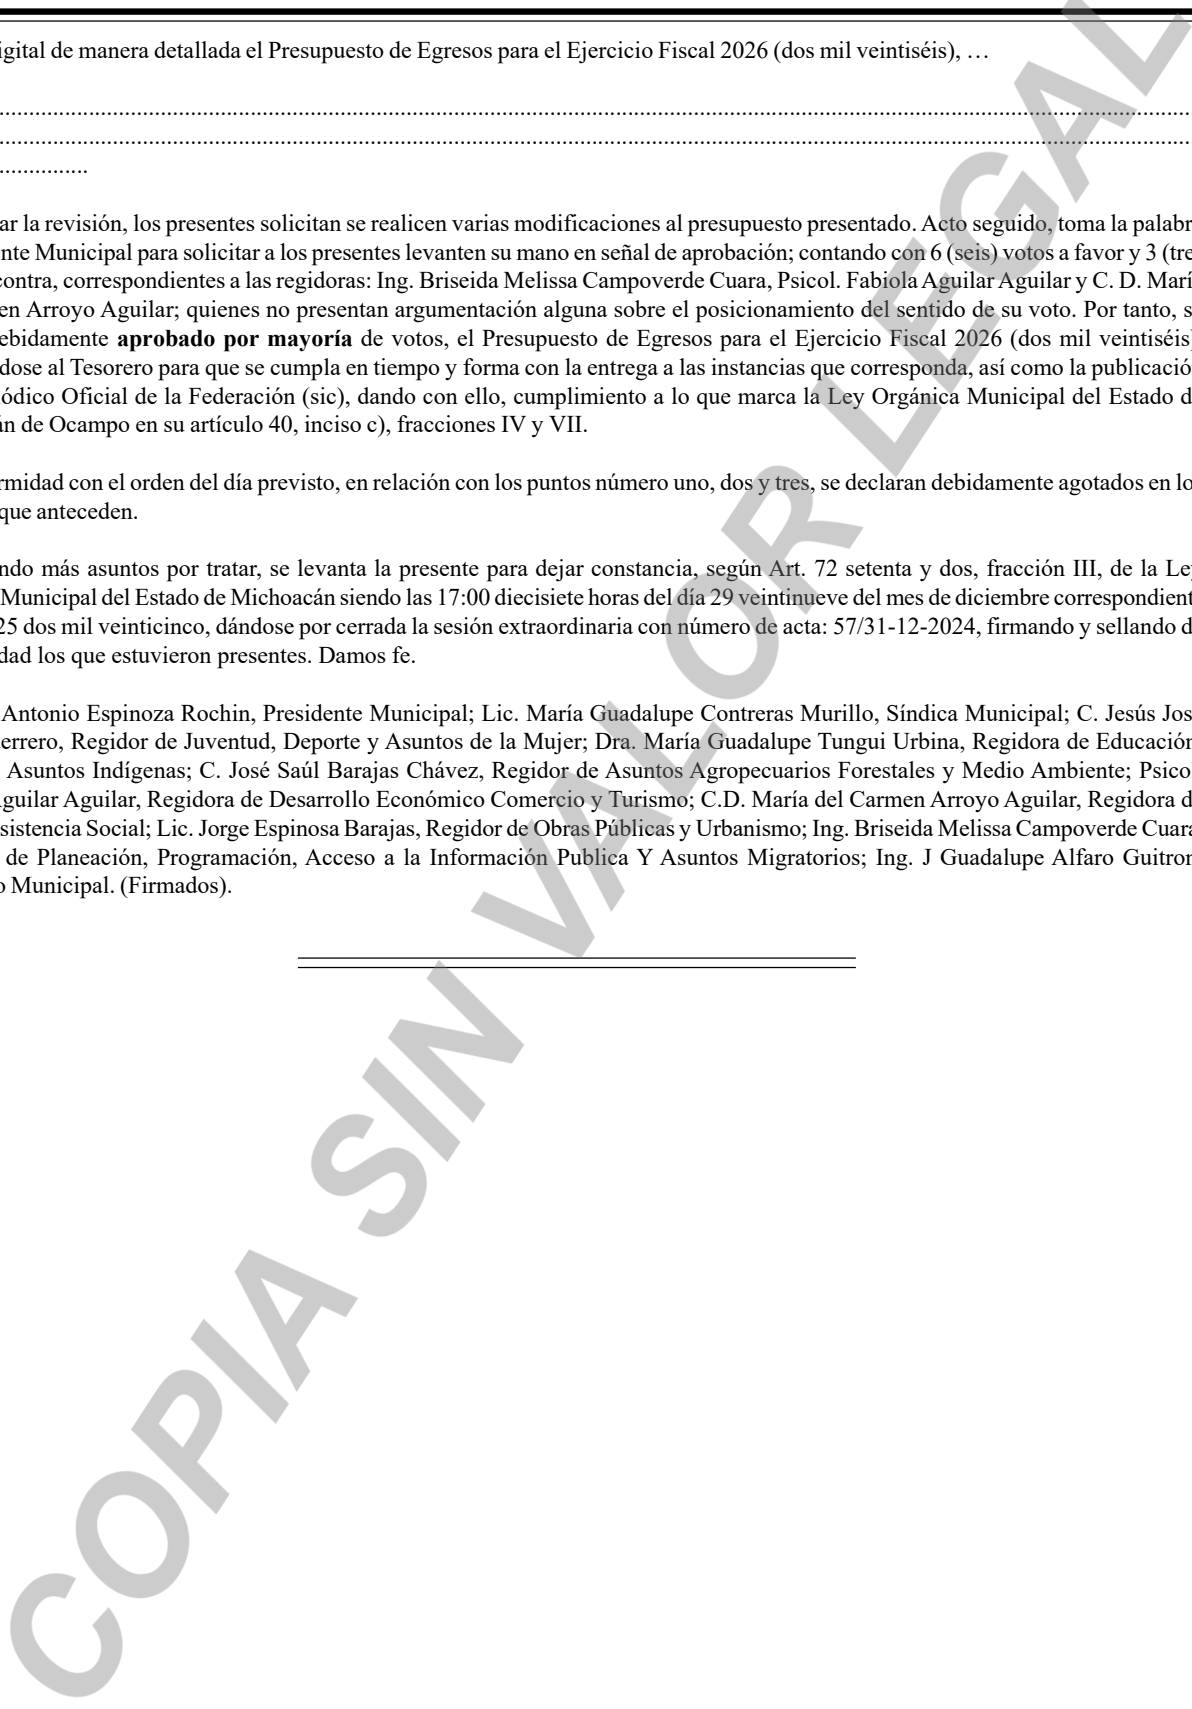 igital de manera detallada el Presupuesto de Egresos para el Ejercicio Fiscal 2026 (dos mil veintiséis), …
....................................................................................................................................................................................................................
....................................................................................................................................................................................................................
................
ar la revisión, los presentes solicitan se realicen varias modificaciones al presupuesto presentado. Acto seguido, toma la palabr
nte Municipal para solicitar a los presentes levanten su mano en señal de aprobación; contando con 6 (seis) votos a favor y 3 (tre
contra, correspondientes a las regidoras: Ing. Briseida Melissa Campoverde Cuara, Psicol. Fabiola Aguilar Aguilar y C. D. Marí
en Arroyo Aguilar; quienes no presentan argumentación alguna sobre el posicionamiento del sentido de su voto. Por tanto, s
ebidamente aprobado por mayoría de votos, el Presupuesto de Egresos para el Ejercicio Fiscal 2026 (dos mil veintiséis)
dose al Tesorero para que se cumpla en tiempo y forma con la entrega a las instancias que corresponda, así como la publicació
iódico Oficial de la Federación (sic), dando con ello, cumplimiento a lo que marca la Ley Orgánica Municipal del Estado d
án de Ocampo en su artículo 40, inciso c), fracciones IV y VII.
rmidad con el orden del día previsto, en relación con los puntos número uno, dos y tres, se declaran debidamente agotados en lo
que anteceden.
ndo más asuntos por tratar, se levanta la presente para dejar constancia, según Art. 72 setenta y dos, fracción III, de la Ley
Municipal del Estado de Michoacán siendo las 17:00 diecisiete horas del día 29 veintinueve del mes de diciembre correspondient
25 dos mil veinticinco, dándose por cerrada la sesión extraordinaria con número de acta: 57/31-12-2024, firmando y sellando d
dad los que estuvieron presentes. Damos fe.
Antonio Espinoza Rochin, Presidente Municipal; Lic. María Guadalupe Contreras Murillo, Síndica Municipal; C. Jesús Jos
errero, Regidor de Juventud, Deporte y Asuntos de la Mujer; Dra. María Guadalupe Tungui Urbina, Regidora de Educación
Asuntos Indígenas; C. José Saúl Barajas Chávez, Regidor de Asuntos Agropecuarios Forestales y Medio Ambiente; Psico
Aguilar Aguilar, Regidora de Desarrollo Económico Comercio y Turismo; C.D. María del Carmen Arroyo Aguilar, Regidora d
sistencia Social; Lic. Jorge Espinosa Barajas, Regidor de Obras Públicas y Urbanismo; Ing. Briseida Melissa Campoverde Cuara
de Planeación, Programación, Acceso a la Información Publica Y Asuntos Migratorios; Ing. J Guadalupe Alfaro Guitron
o Municipal. (Firmados).
COPIA SIN VALOR LEGAL